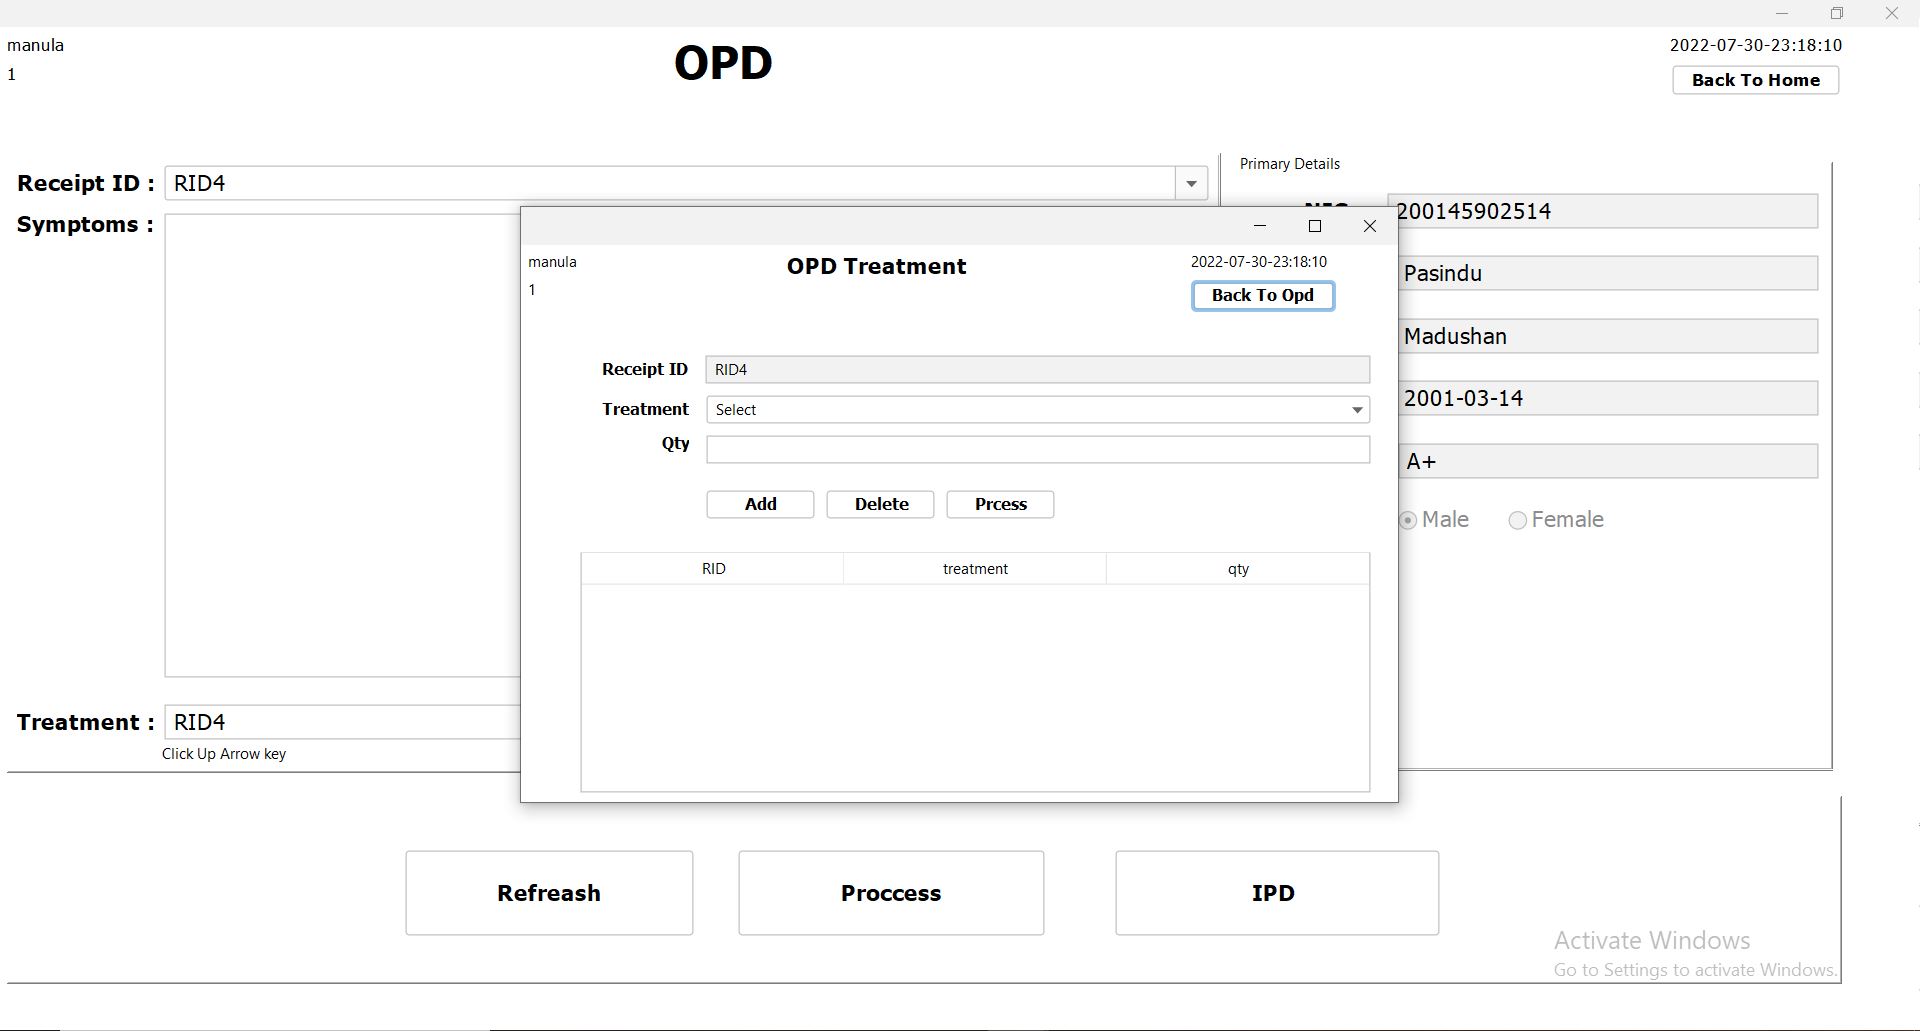 manula
1
OPD
2022-07-30-23:18:10
Back To Home
Receipt ID : RID4
Symptoms :
Primary Details
200145902514
Pasindu
Madushan
2001-03-14
A+
Male Female
manula
1
OPD Treatment
2022-07-30-23:18:10
Back To Opd
Receipt ID RID4
Treatment Select
Qty
Add Delete Prcess
RID treatment qty
Treatment : RID4
Click Up Arrow key
Refreash Proccess IPD
Activate Windows
Go to Settings to activate Windows.